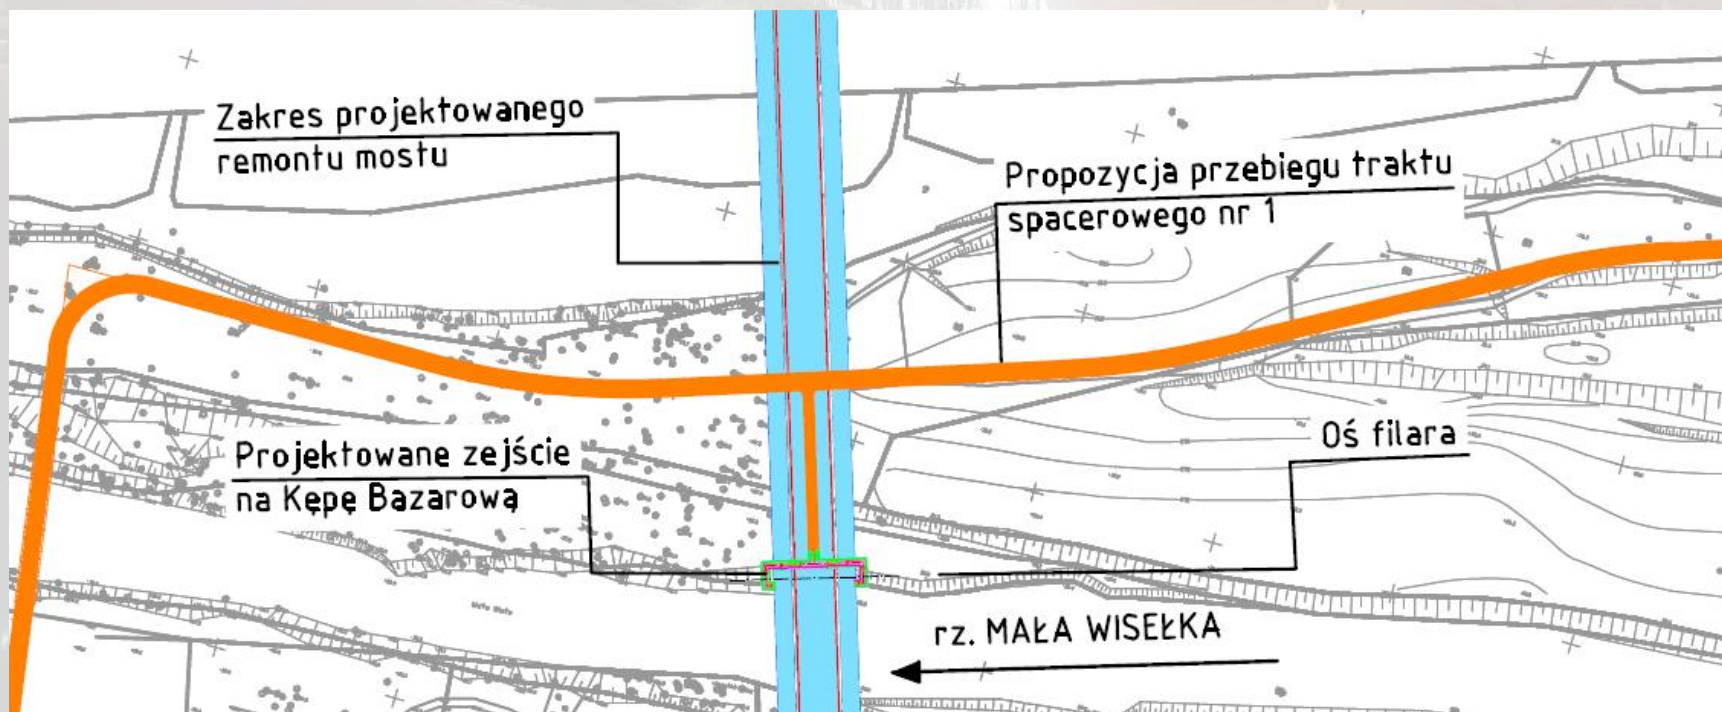 Zakres projektowanego
remontu mostu
Propozycja przebiegu traktu
spacerowego nr 1
Projektowane zejście
na Kępę Bazarową
Oś filara
rz. MAŁA WISEŁKA